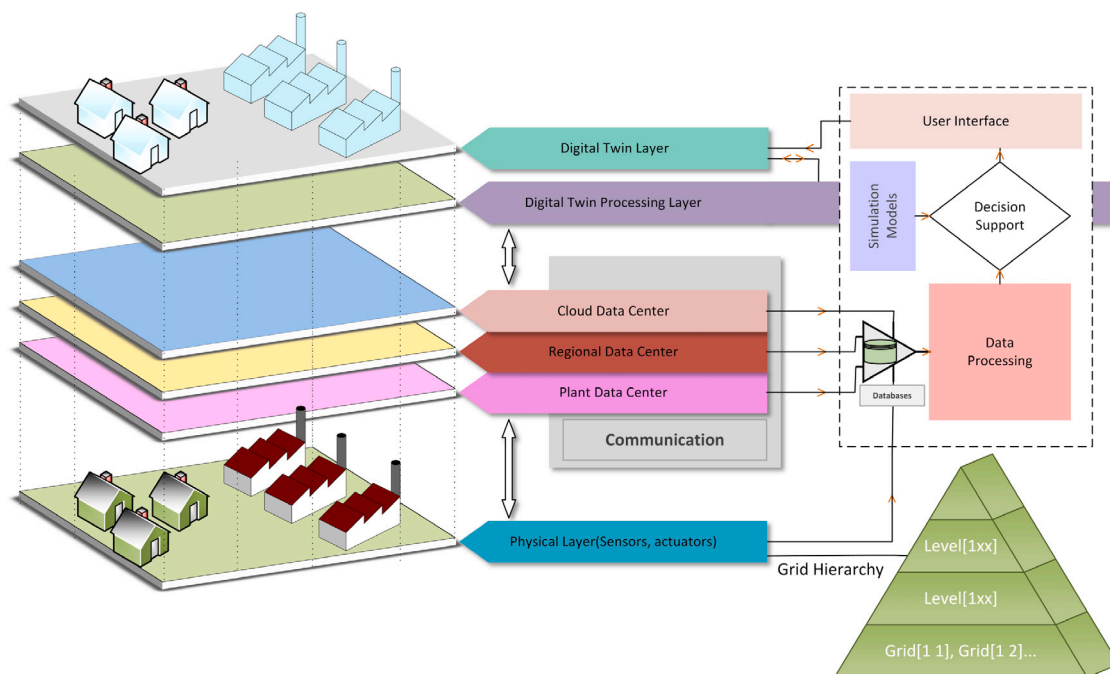 Digital Twin Layer
Digital Twin Processing Layer
Cloud Data Center
Regional Data Center
Plant Data Center
Communication
Physical Layer(Sensors, actuators)
User Interface
Simulation
Models
Decision
Support
Data
Processing
Databases
Grid Hierarchy
Level[1xx]
Level[1xx]
Grid[1 1], Grid[1 2]...